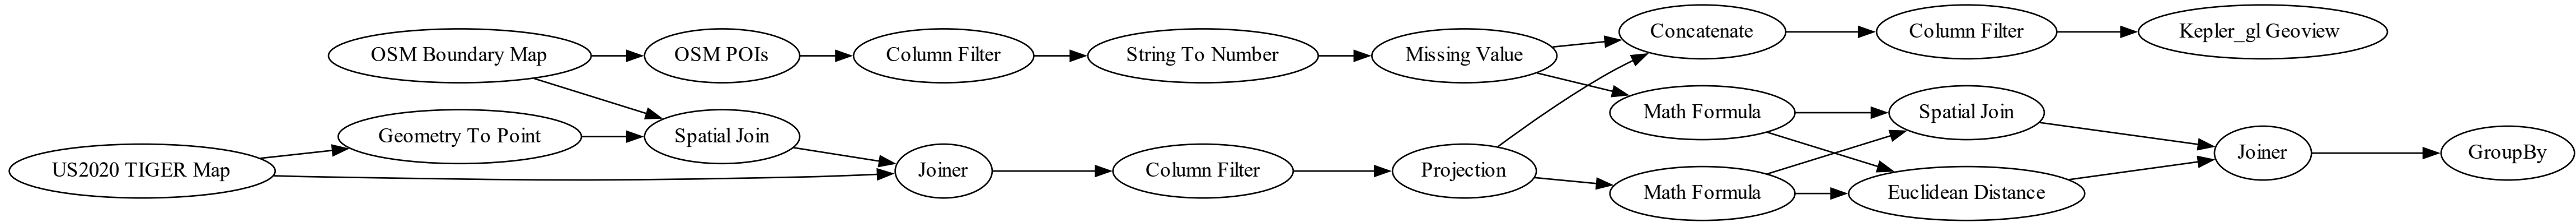 OSM Boundary Map
OSM POIs
Column Filter
String To Number
Missing Value
Concatenate
Column Filter
Kepler_gl Geoview
US2020 TIGER Map
Geometry To Point
Spatial Join
Joiner
Column Filter
Projection
Math Formula
Math Formula
Spatial Join
Euclidean Distance
Joiner
GroupBy